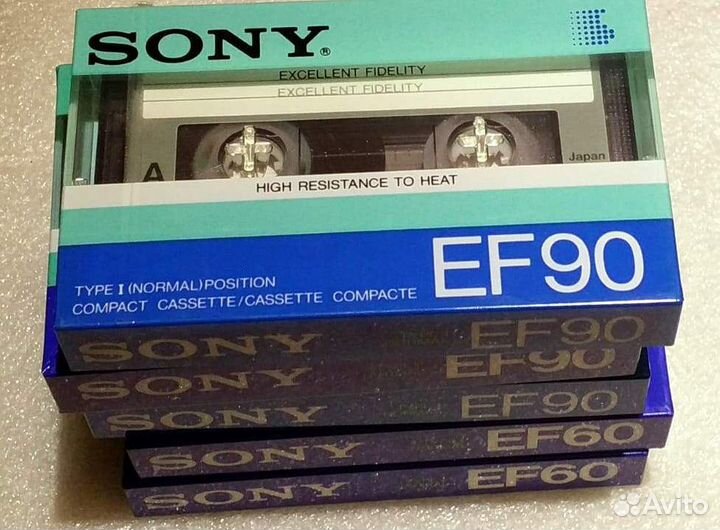 SONY®
EXCELLENT FIDELITY
EXCELLENT FIDELITY
A
Japan
HIGH RESISTANCE TO HEAT
TYPE I (NORMAL) POSITION
COMPACT CASSETTE/CASSETTE COMPACTE
EF90
SONY EF90
SONY EF90
SONY EF90
SONY EF60
SONY EF60
Avito